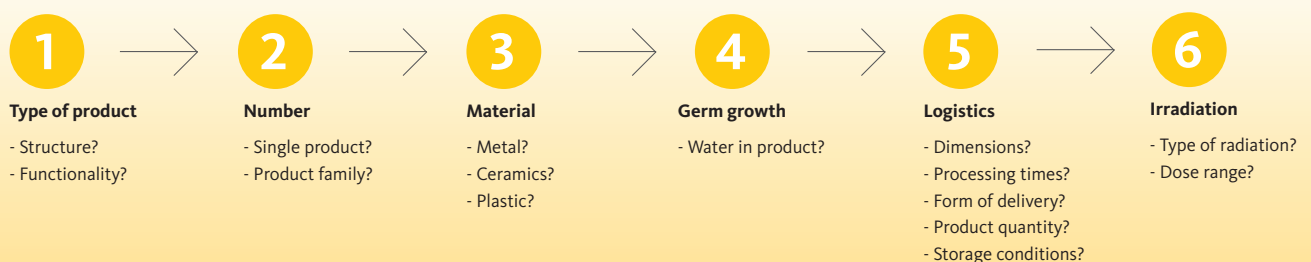 1
Type of product
- Structure?
- Functionality?
2
Number
- Single product?
- Product family?
3
Material
- Metal?
- Ceramics?
- Plastic?
4
Germ growth
- Water in product?
5
Logistics
- Dimensions?
- Processing times?
- Form of delivery?
- Product quantity?
- Storage conditions?
6
Irradiation
- Type of radiation?
- Dose range?